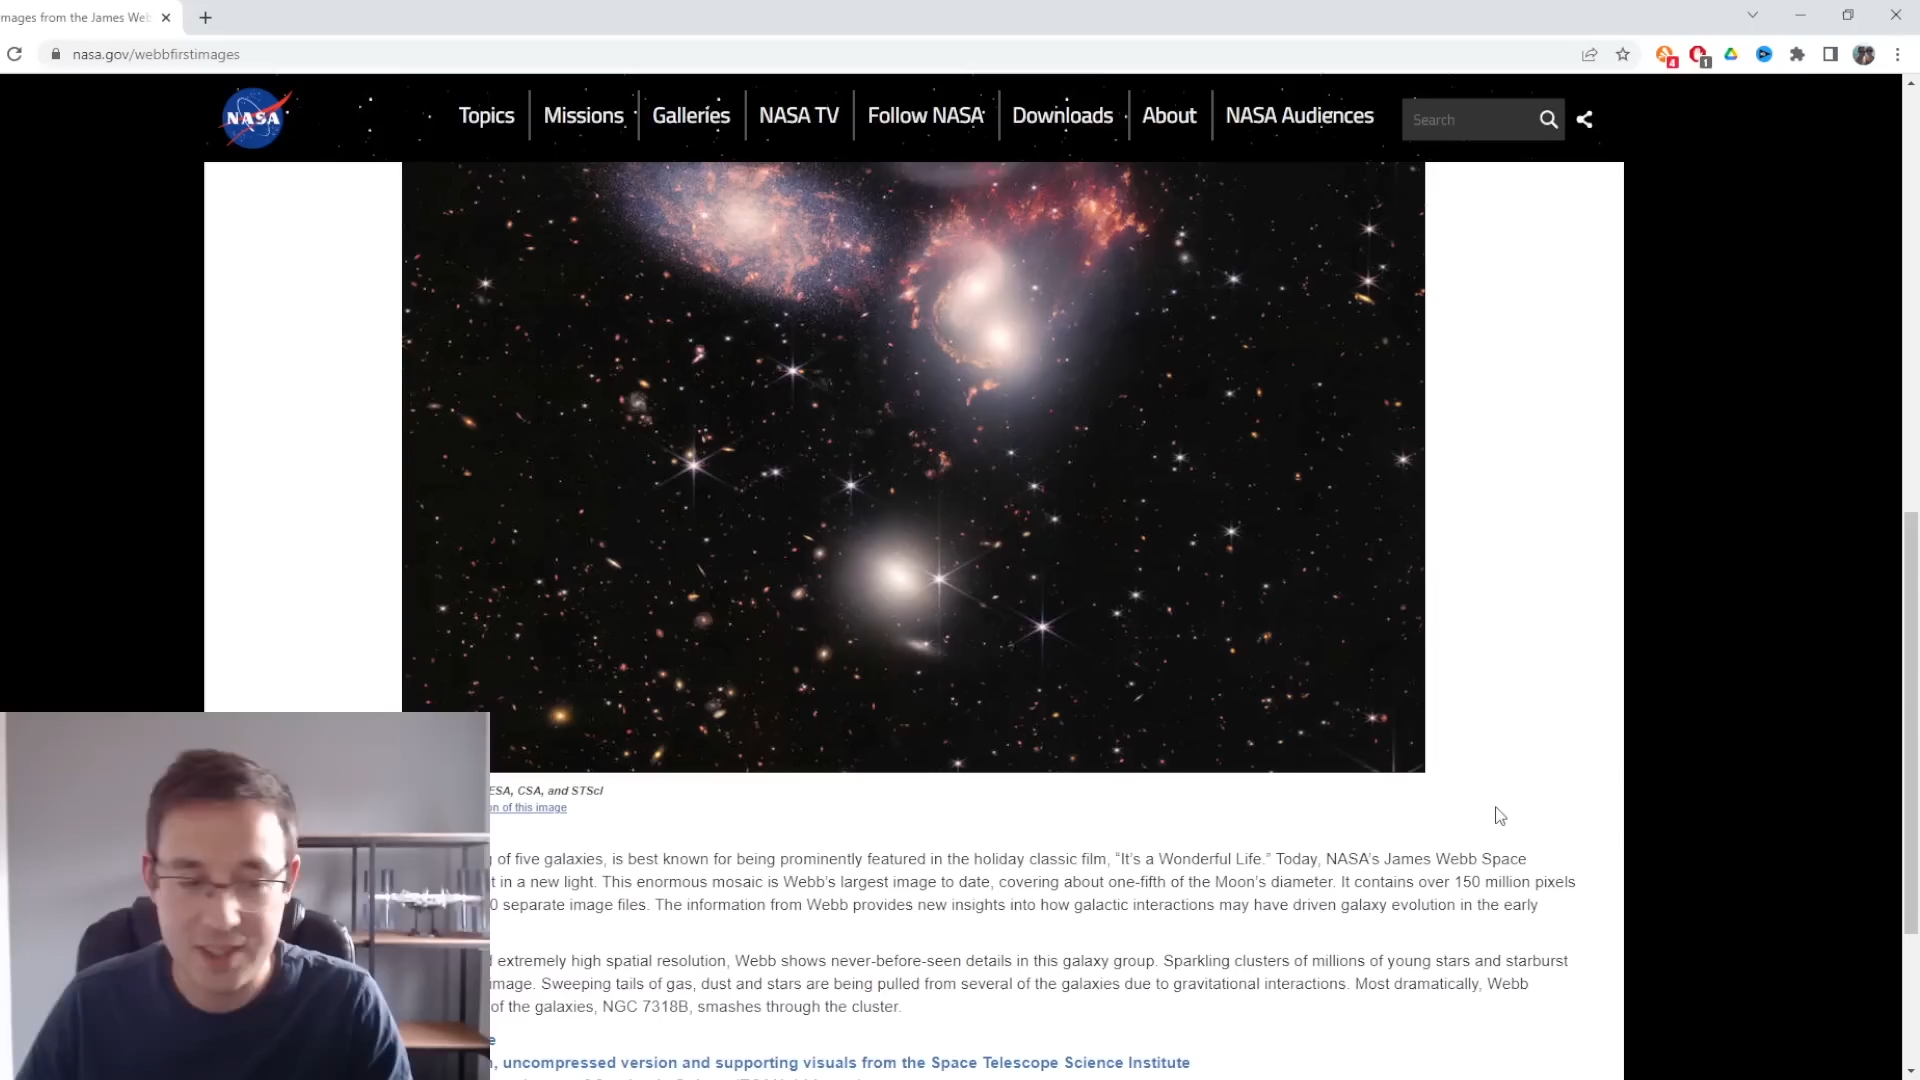 mages from the James Web
nasa.gov/webbfirstimages
4
1
NASA
Topics
Missions
Galleries
NASA TV
Follow NASA
Downloads
About
NASA Audiences
Search
ESA, CSA, and STScI
on of this image
of five galaxies, is best known for being prominently featured in the holiday classic film, “It’s a Wonderful Life.” Today, NASA’s James Webb Space
t in a new light. This enormous mosaic is Webb’s largest image to date, covering about one-fifth of the Moon’s diameter. It contains over 150 million pixels
0 separate image files. The information from Webb provides new insights into how galactic interactions may have driven galaxy evolution in the early
extremely high spatial resolution, Webb shows never-before-seen details in this galaxy group. Sparkling clusters of millions of young stars and starburst
image. Sweeping tails of gas, dust and stars are being pulled from several of the galaxies due to gravitational interactions. Most dramatically, Webb
of the galaxies, NGC 7318B, smashes through the cluster.
e
, uncompressed version and supporting visuals from the Space Telescope Science Institute